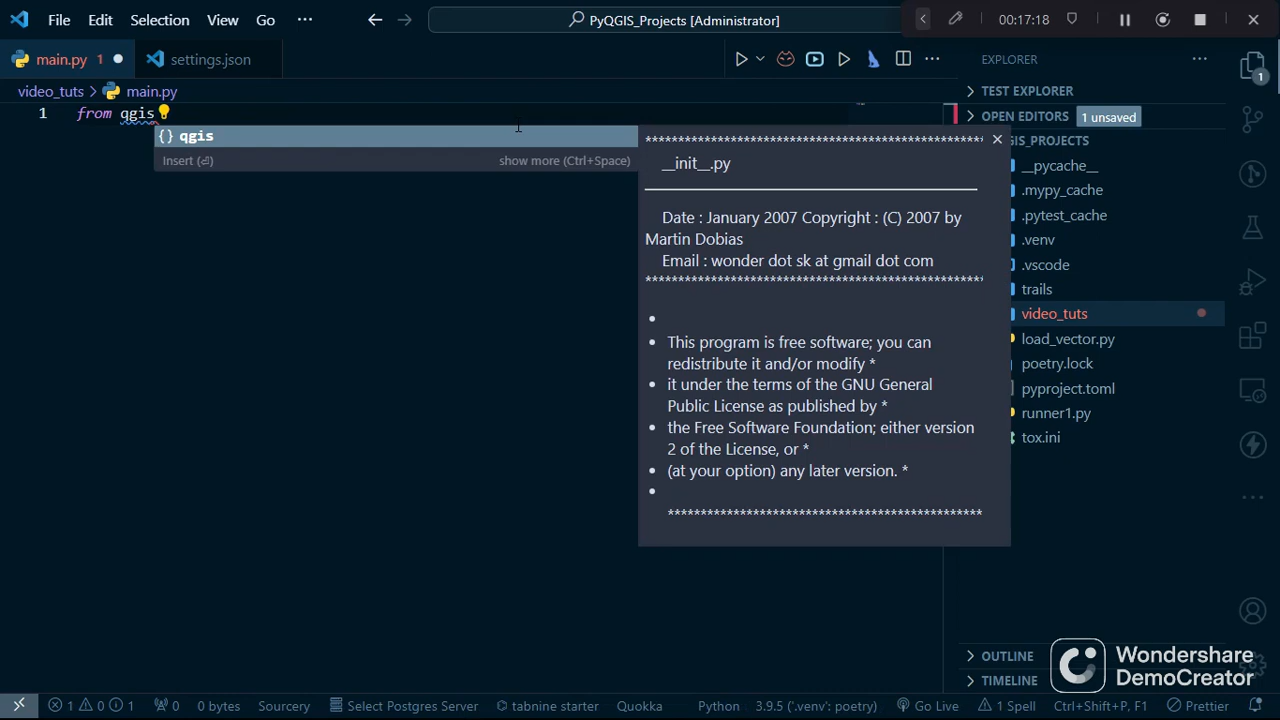 File Edit Selection View Go ···
PyQGIS_Projects [Administrator]
00:17:18
main.py 1
settings.json
EXPLORER
video_tuts > main.py
TEST EXPLORER
1 from qgis
OPEN EDITORS 1 unsaved
{} qgis
GIS_PROJECTS
Insert (⏎) show more (Ctrl+Space)
*************************************************
__init__.py
Date : January 2007 Copyright : (C) 2007 by
Martin Dobias
Email : wonder dot sk at gmail dot com
*************************************************
•
• This program is free software; you can
redistribute it and/or modify *
• it under the terms of the GNU General
Public License as published by *
• the Free Software Foundation; either version
2 of the License, or *
• (at your option) any later version. *
•
*************************************************
__pycache__
.mypy_cache
.pytest_cache
.venv
.vscode
trails
video_tuts
load_vector.py
poetry.lock
pyproject.toml
runner1.py
tox.ini
1
OUTLINE
TIMELINE
Wondershare
DemoCreator
1 0 1 0 0 bytes Sourcery Select Postgres Server tabnine starter Quokka Python 3.9.5 ('.venv': poetry) Go Live 1 Spell Ctrl+Shift+P, F1 Prettier